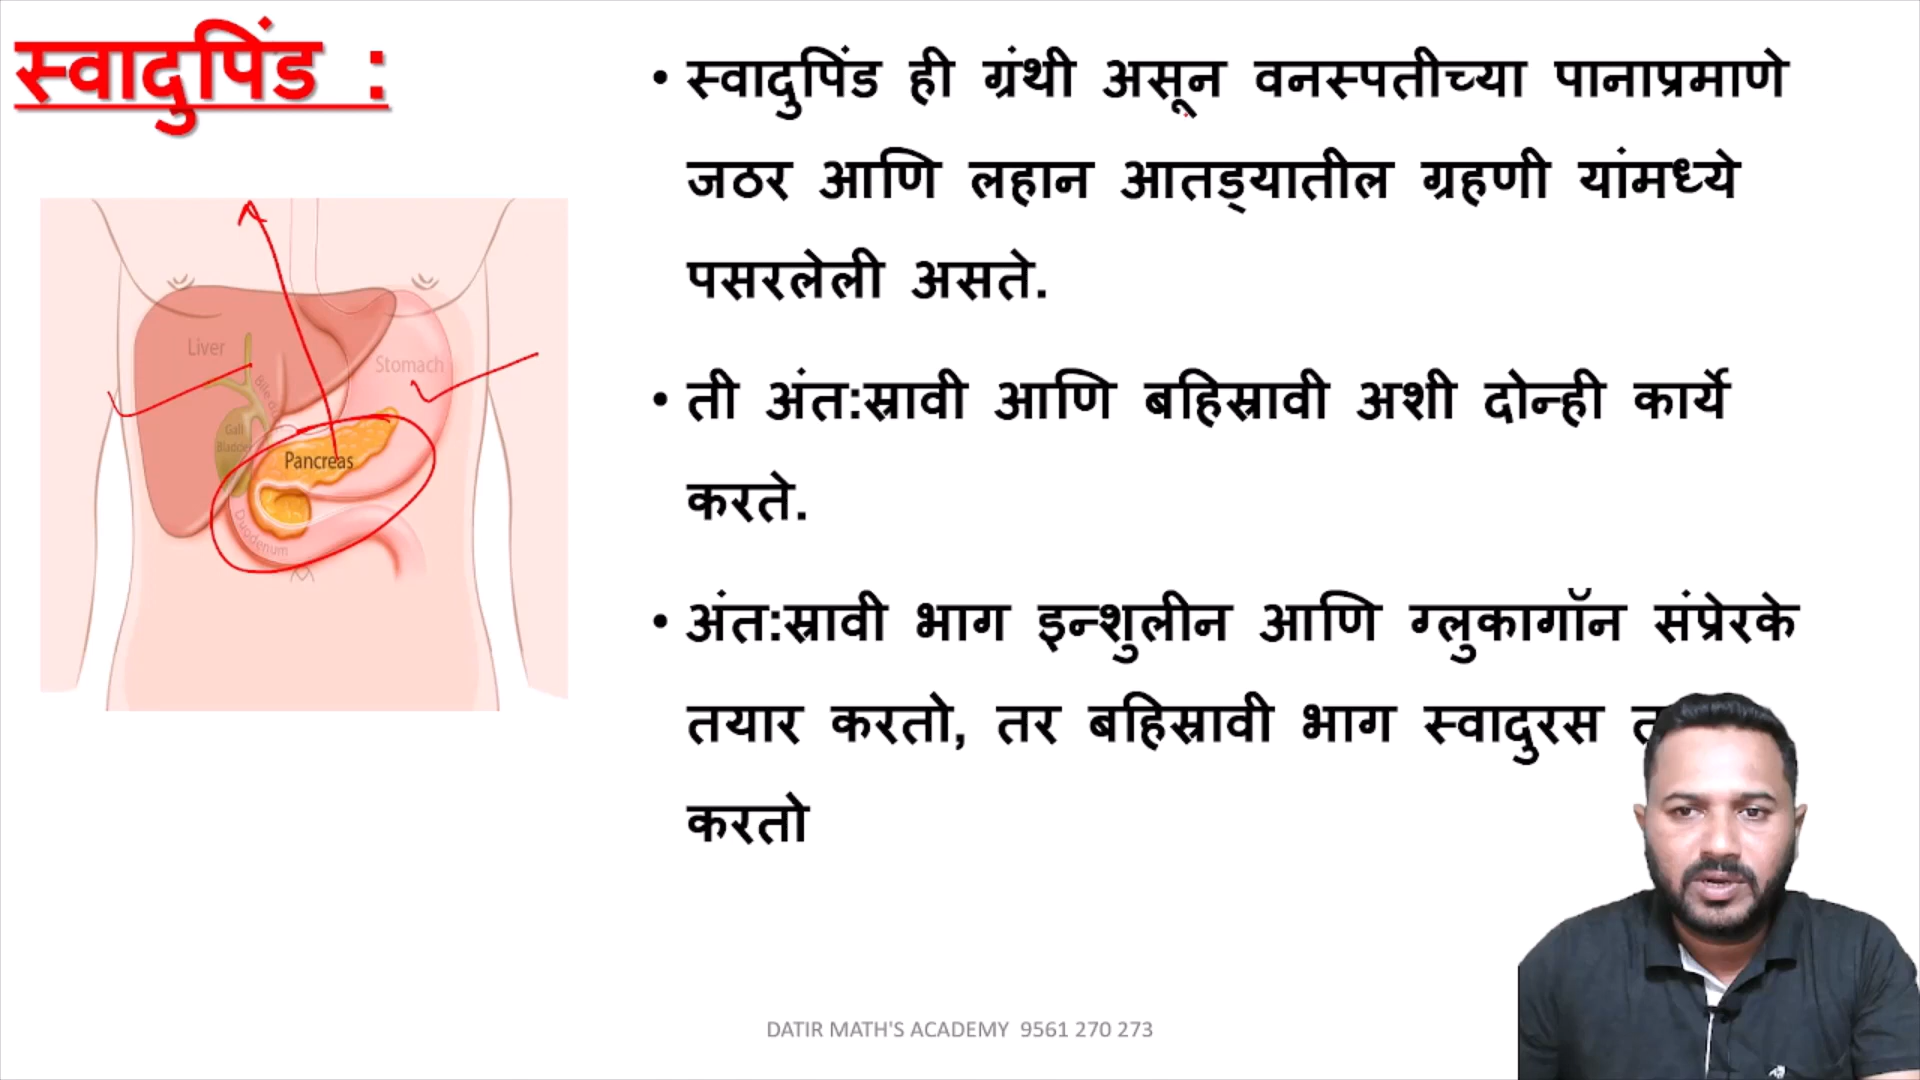 स्वादुपिंड :
• स्वादुपिंड ही ग्रंथी असून वनस्पतीच्या पानाप्रमाणे
जठर आणि लहान आतड्यातील ग्रहणी यांमध्ये
पसरलेली असते.
• ती अंत:स्रावी आणि बहिस्रावी अशी दोन्ही कार्ये
करते.
• अंत:स्रावी भाग इन्शुलीन आणि ग्लुकागॉन संप्रेरके
तयार करतो, तर बहिस्रावी भाग स्वादुरस
करतो
Liver
Stomach
Bile
Gall
Bladder
Pancreas
Duodenum
DATIR MATH'S ACADEMY 9561 270 273